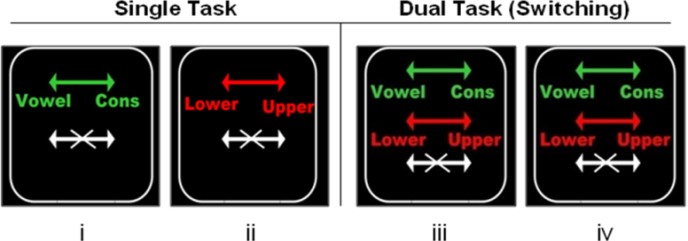 Single Task Dual Task (Switching)
Vowel Cons
Lower Upper
Vowel Cons
Lower Upper
Vowel Cons
Lower Upper
i ii iii iv